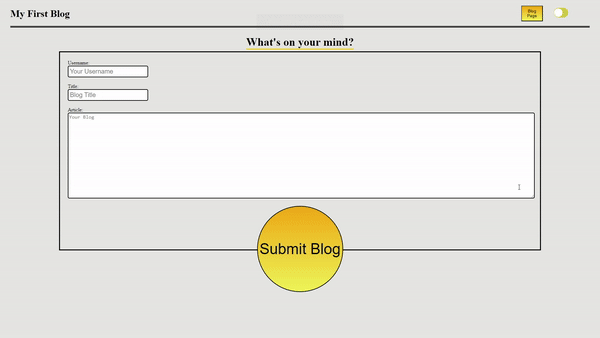 My First Blog
Blog
Page
What's on your mind?
Username:
Your Username
Title:
Blog Title
Article:
Your Blog
Submit Blog